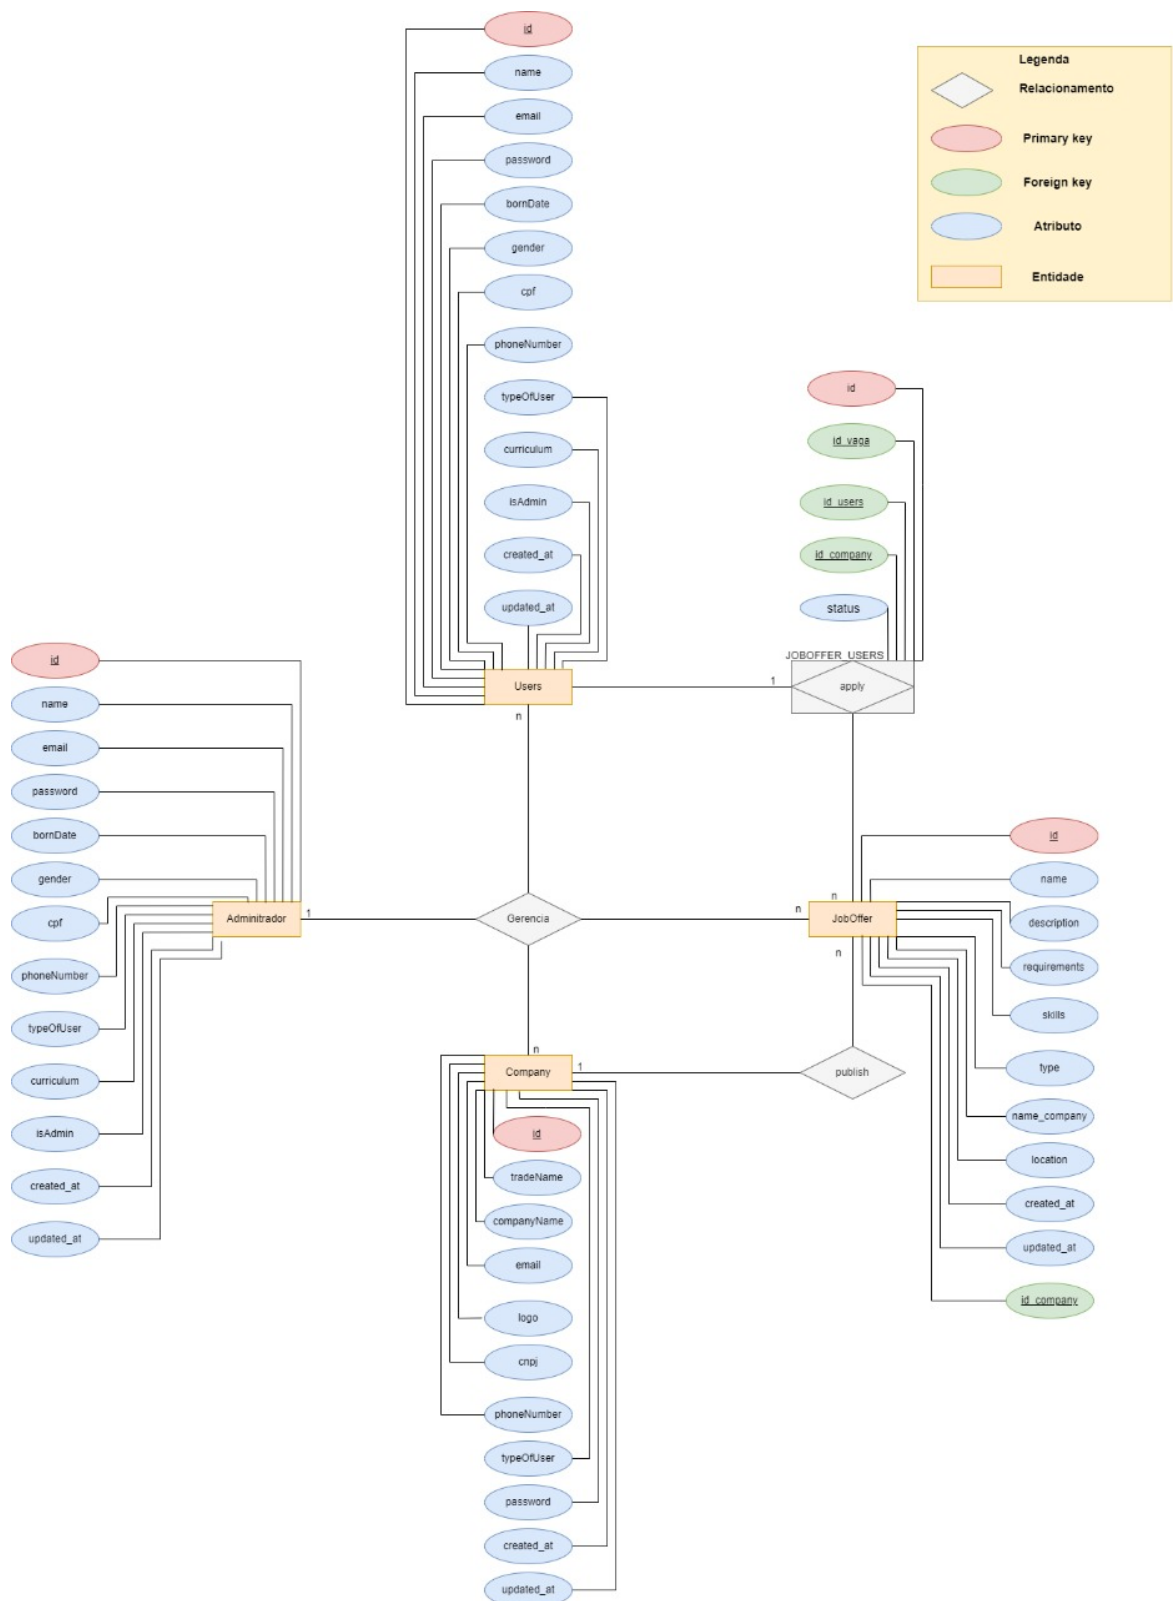 id
name
email
password
bornDate
gender
cpf
phoneNumber
typeOfUser
curriculum
isAdmin
created_at
updated_at
Users
n
Legenda
Relacionamento
Primary key
Foreign key
Atributo
Entidade
id
id_vaga
id_users
id_company
status
JOBOFFER_USERS
1
apply
id
name
email
password
bornDate
gender
cpf
phoneNumber
typeOfUser
curriculum
isAdmin
created_at
updated_at
Adminitrador
1
Gerencia
n
n
JobOffer
n
id
name
description
requirements
skills
type
name_company
location
created_at
updated_at
id_company
n
Company
1
publish
id
tradeName
companyName
email
logo
cnpj
phoneNumber
typeOfUser
password
created_at
updated_at